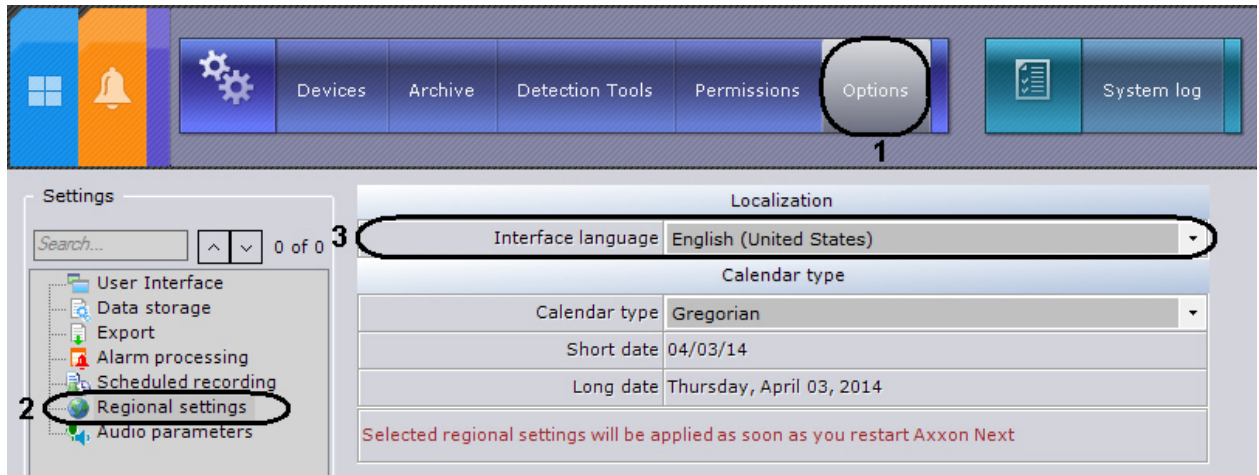 Devices
Archive
Detection Tools
Permissions
Options
System log
1
Settings
Search...
0 of 0
User Interface
Data storage
Export
Alarm processing
Scheduled recording
2
Regional settings
Audio parameters
Localization
3
Interface language English (United States)
Calendar type
Calendar type Gregorian
Short date 04/03/14
Long date Thursday, April 03, 2014
Selected regional settings will be applied as soon as you restart Axxon Next